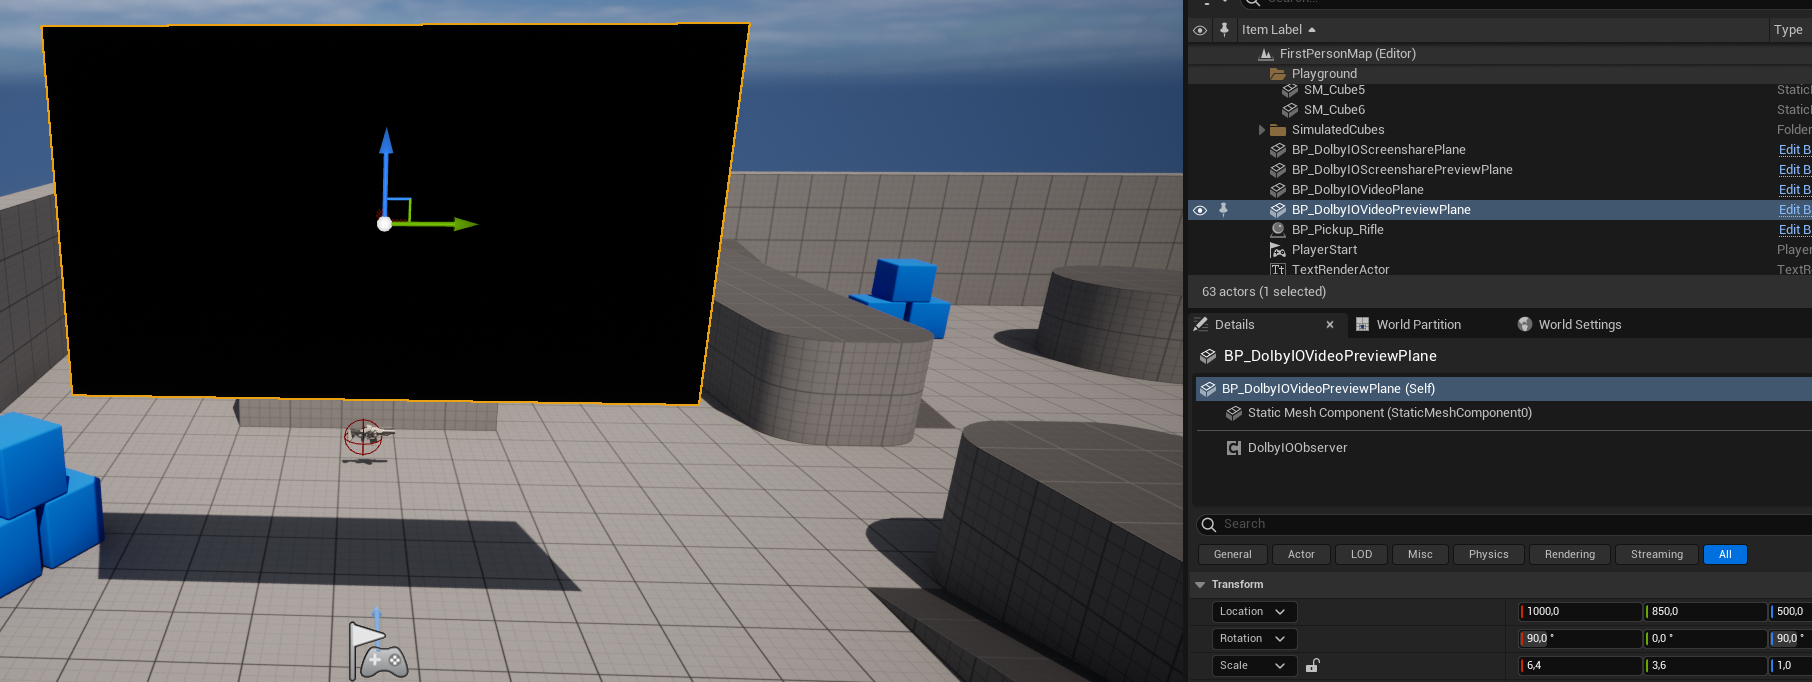 Search...
Item Label
Type
FirstPersonMap (Editor)
Playground
SM_Cube5
Static
SM_Cube6
Static
SimulatedCubes
Folder
BP_DolbyIOScreensharePlane
Edit B
BP_DolbyIOScreensharePreviewPlane
Edit B
BP_DolbyIOVideoPlane
Edit B
BP_DolbyIOVideoPreviewPlane
Edit B
BP_Pickup_Rifle
Edit B
PlayerStart
Player
TextRenderActor
TextR
63 actors (1 selected)
Details
World Partition
World Settings
BP_DolbyIOVideoPreviewPlane
BP_DolbyIOVideoPreviewPlane (Self)
Static Mesh Component (StaticMeshComponent0)
DolbyIOObserver
Search
General Actor LOD Misc Physics Rendering Streaming All
Transform
Location 1000,0 850,0 500,0
Rotation 90,0 ° 0,0 ° 90,0 °
Scale 6,4 3,6 1,0